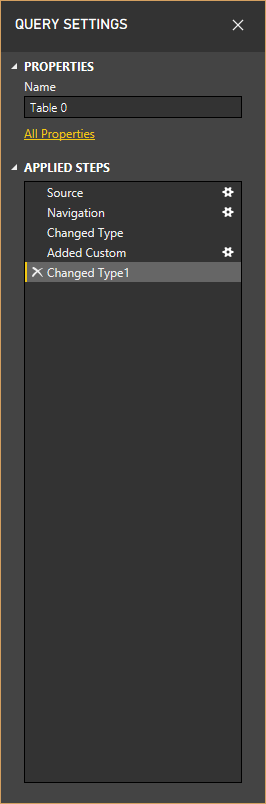 QUERY SETTINGS
PROPERTIES
Name
Table 0
All Properties
APPLIED STEPS
Source
Navigation
Changed Type
Added Custom
Changed Type1